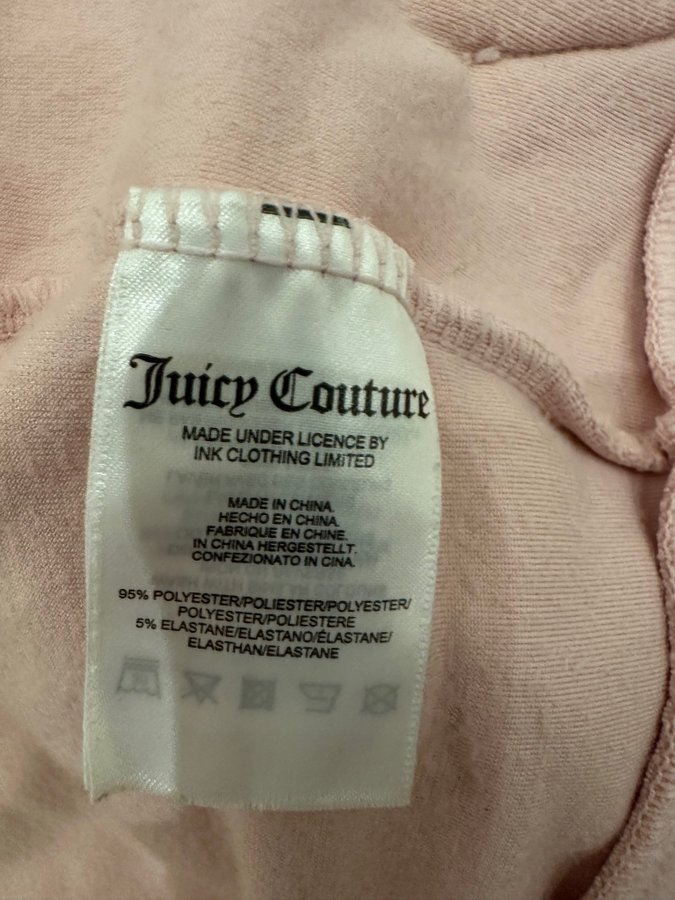 Juicy Couture
MADE UNDER LICENCE BY
INK CLOTHING LIMITED
MADE IN CHINA.
HECHO EN CHINA.
FABRIQUE EN CHINE.
IN CHINA HERGESTELLT.
CONFEZIONATO IN CINA.
95% POLYESTER/POLIESTER/POLYESTER/
POLYESTER/POLIESTERE
5% ELASTANE/ELASTANO/ÉLASTANE/
ELASTHAN/ELASTANE